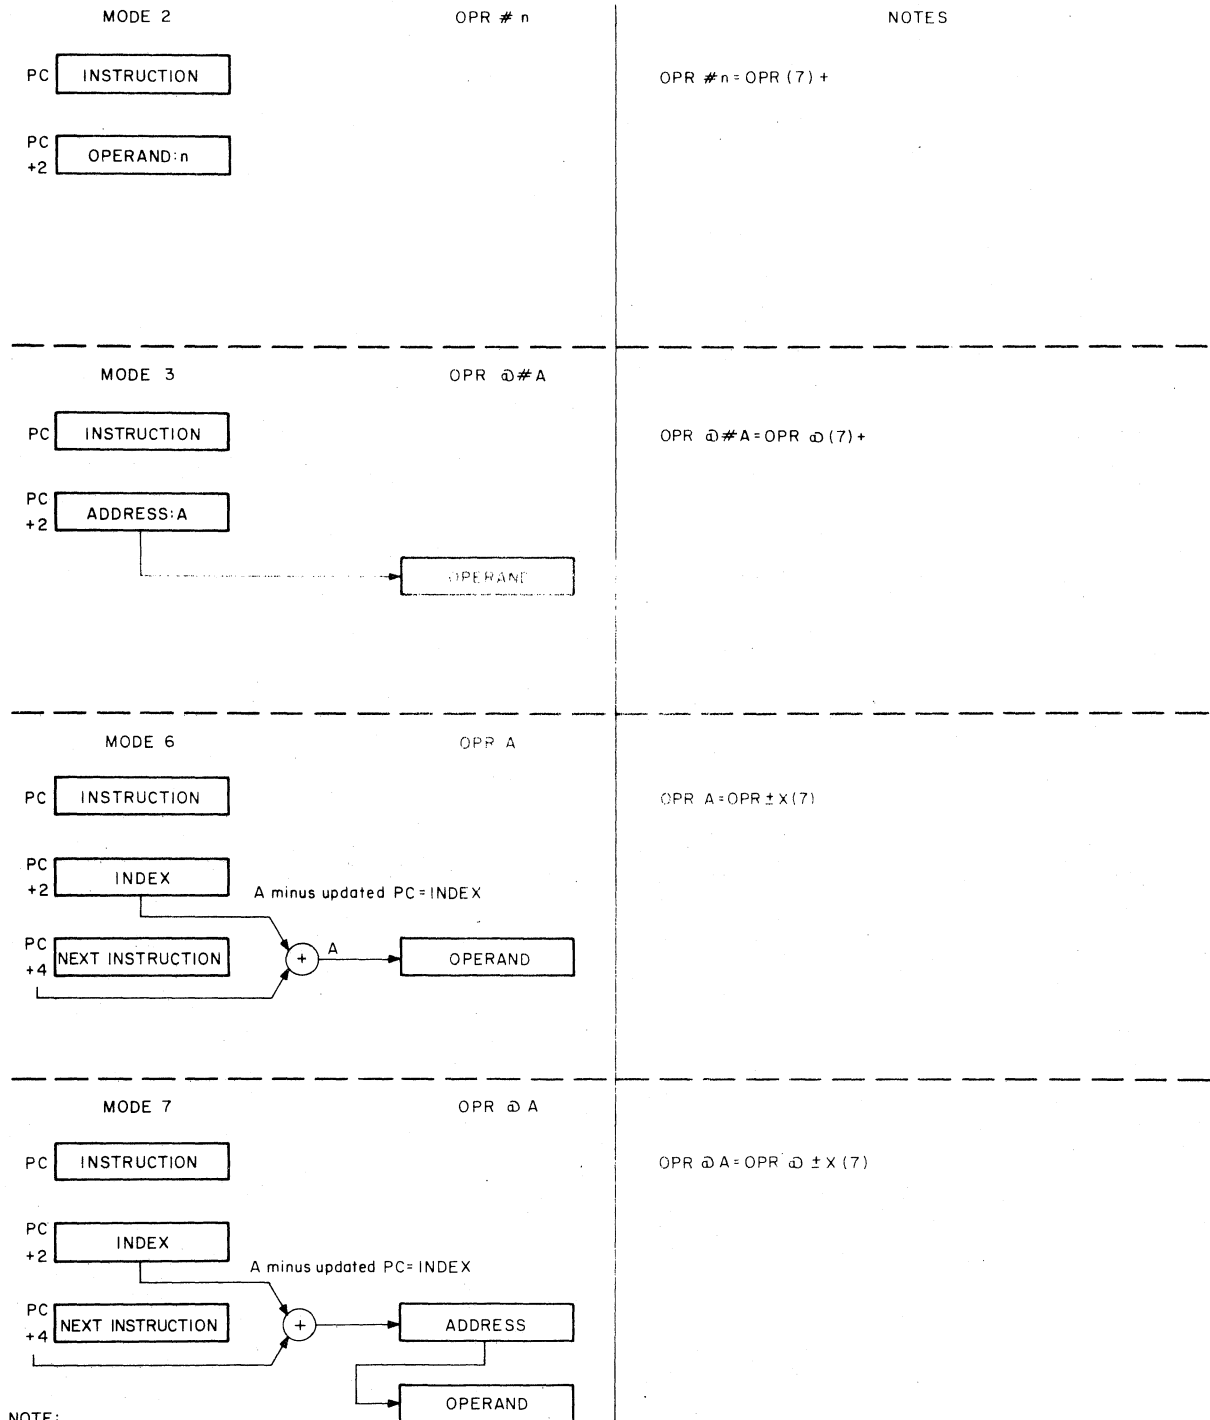 MODE 2 OPR # n NOTES
PC INSTRUCTION OPR #n=OPR (7)+
PC
+2 OPERAND:n
MODE 3 OPR @#A
PC INSTRUCTION OPR @#A=OPR @(7)+
PC
+2 ADDRESS:A
OPERAND
MODE 6 OPR A
PC INSTRUCTION OPR A=OPR±X(7)
PC
+2 INDEX
A minus updated PC=INDEX
PC
+4 NEXT INSTRUCTION + A OPERAND
MODE 7 OPR @ A
PC INSTRUCTION OPR @A=OPR @ ±X(7)
PC
+2 INDEX
A minus updated PC=INDEX
PC
+4 NEXT INSTRUCTION + ADDRESS
OPERAND
NOTE: